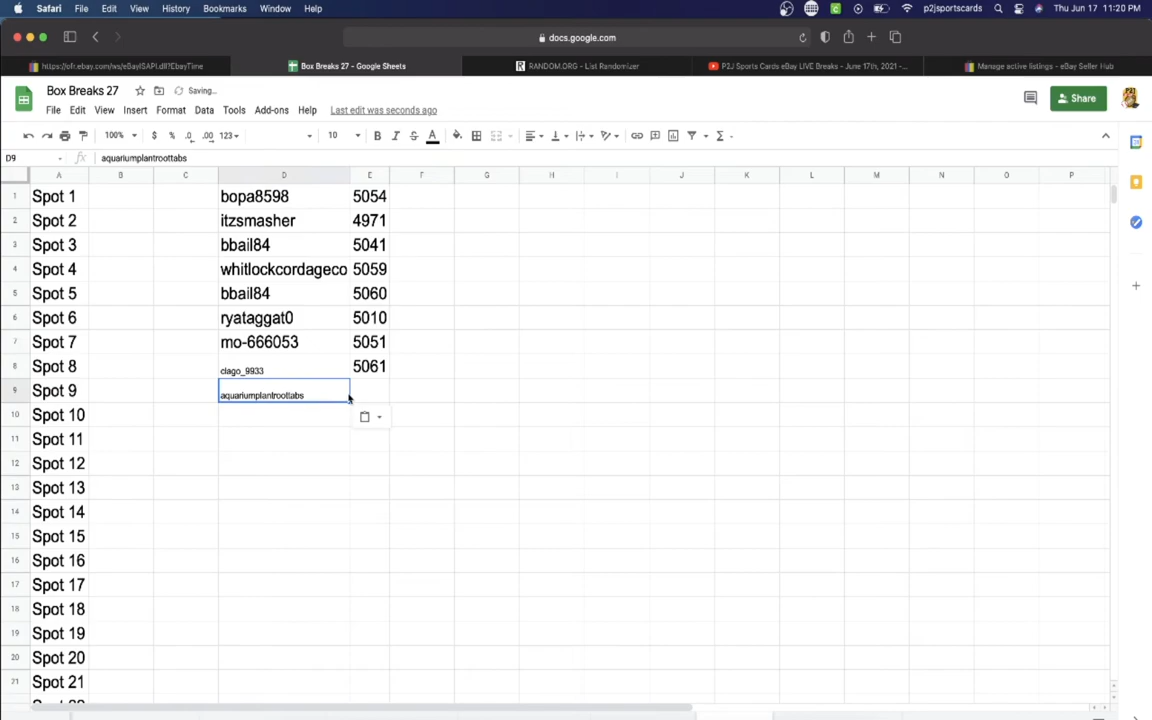 Safari File Edit View History Bookmarks Window Help p2jsportscards Thu Jun 17 11:20 PM
docs.google.com
https://ofr.ebay.com/ws/eBayISAPI.dll?EbayTime Box Breaks 27 - Google Sheets RANDOM.ORG - List Randomizer P2J Sports Cards eBay LIVE Breaks - June 17th, 2021 -... Manage active listings - eBay Seller Hub
Box Breaks 27 Saving...
File Edit View Insert Format Data Tools Add-ons Help Last edit was seconds ago Share
100% $ % .0 .00 123 10 B I S A
D9 fx aquariumplantroottabs
A B C D E F G H I J K L M N O P
1 Spot 1 bopa8598 5054
2 Spot 2 itzsmasher 4971
3 Spot 3 bbail84 5041
4 Spot 4 whitlockcordageco 5059
5 Spot 5 bbail84 5060
6 Spot 6 ryataggat0 5010
7 Spot 7 mo-666053 5051
8 Spot 8 clago_9933 5061
9 Spot 9 aquariumplantroottabs
10 Spot 10
11 Spot 11
12 Spot 12
13 Spot 13
14 Spot 14
15 Spot 15
16 Spot 16
17 Spot 17
18 Spot 18
19 Spot 19
20 Spot 20
21 Spot 21